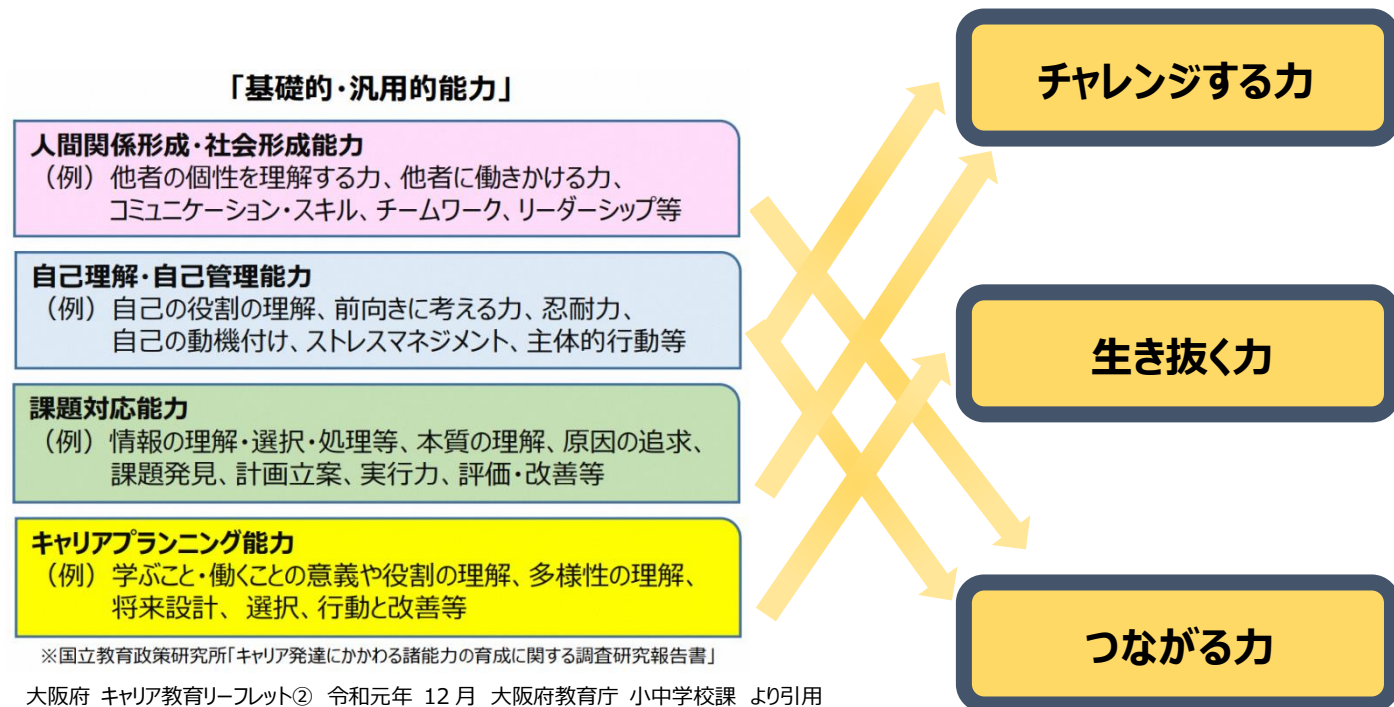 「基礎的・汎用的能力」
人間関係形成・社会形成能力
（例） 他者の個性を理解する力、他者に働きかける力、
コミュニケーション・スキル、チームワーク、リーダーシップ等
自己理解・自己管理能力
（例） 自己の役割の理解、前向きに考える力、忍耐力、
自己の動機付け、ストレスマネジメント、主体的行動等
課題対応能力
（例） 情報の理解・選択・処理等、本質の理解、原因の追求、
課題発見、計画立案、実行力、評価・改善等
キャリアプランニング能力
（例） 学ぶこと・働くことの意義や役割の理解、多様性の理解、
将来設計、 選択、行動と改善等
※国立教育政策研究所「キャリア発達にかかわる諸能力の育成に関する調査研究報告書」
大阪府 キャリア教育リーフレット② 令和元年 12 月 大阪府教育庁 小中学校課 より引用
チャレンジする力
生き抜く力
つながる力